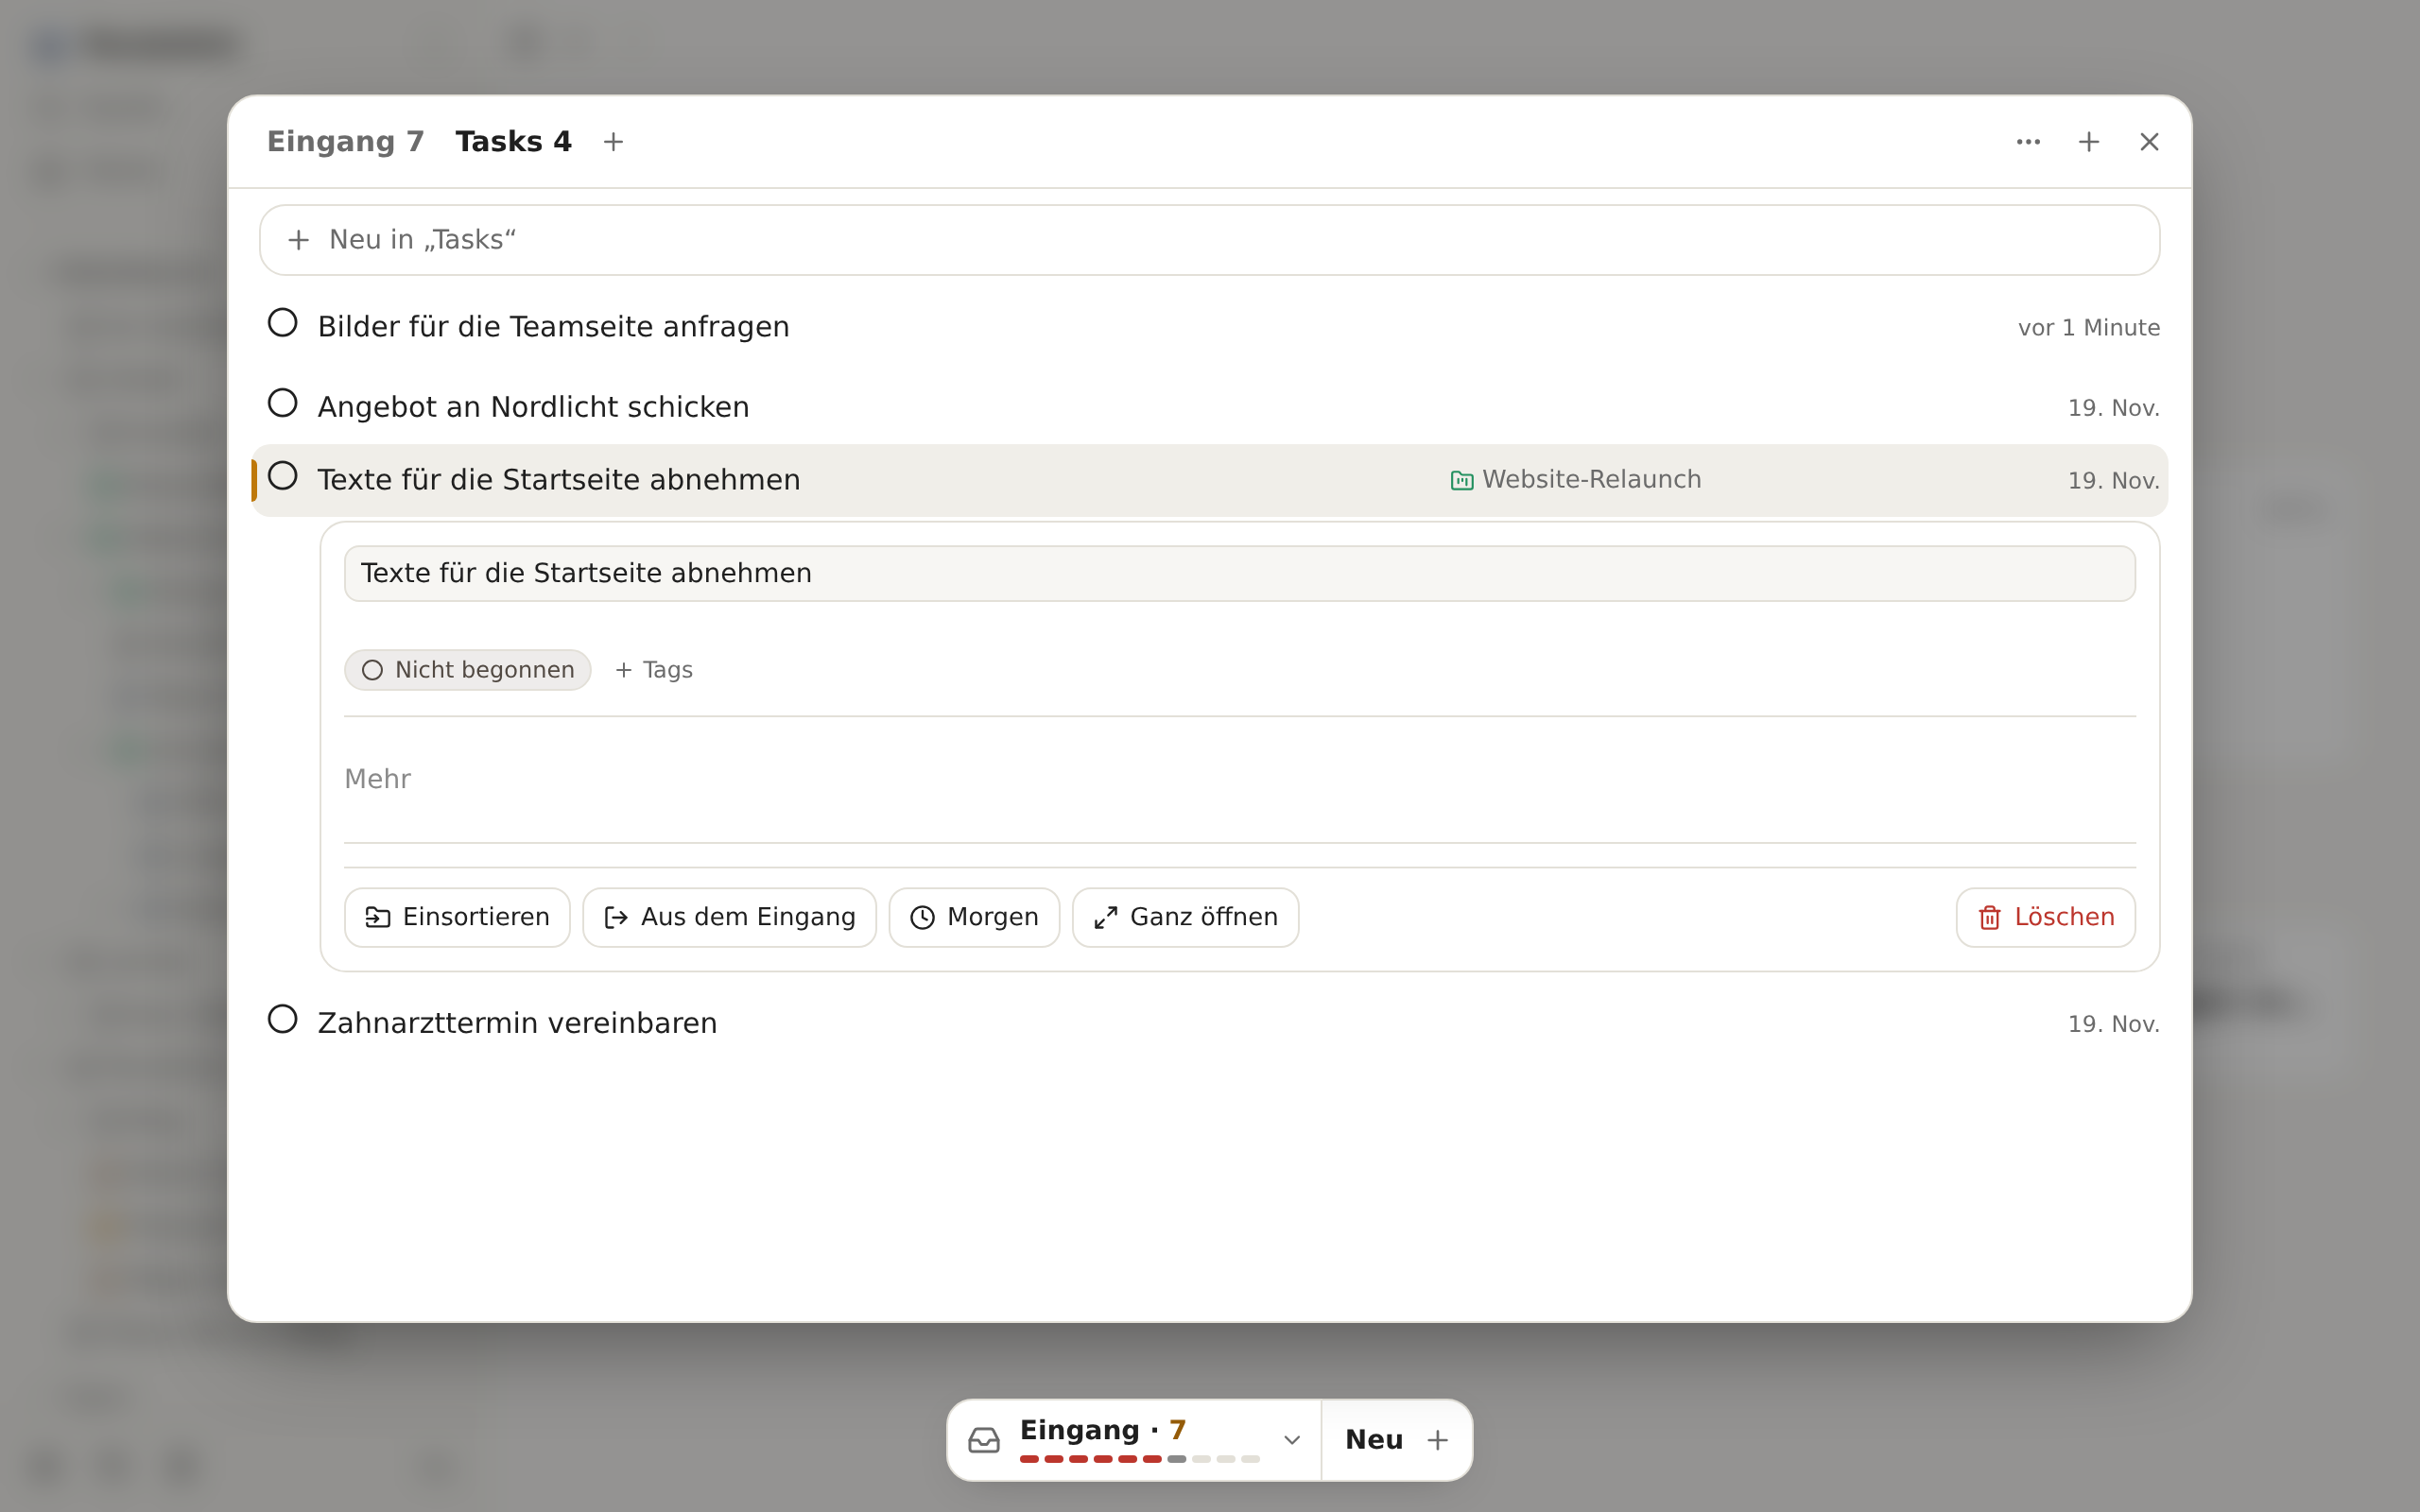 Eingang 7 Tasks 4
Neu in „Tasks“
Bilder für die Teamseite anfragen vor 1 Minute
Angebot an Nordlicht schicken 19. Nov.
Texte für die Startseite abnehmen Website-Relaunch 19. Nov.
Texte für die Startseite abnehmen
Nicht begonnen + Tags
Mehr
Einsortieren Aus dem Eingang Morgen Ganz öffnen Löschen
Zahnarzttermin vereinbaren 19. Nov.
Eingang · 7 Neu